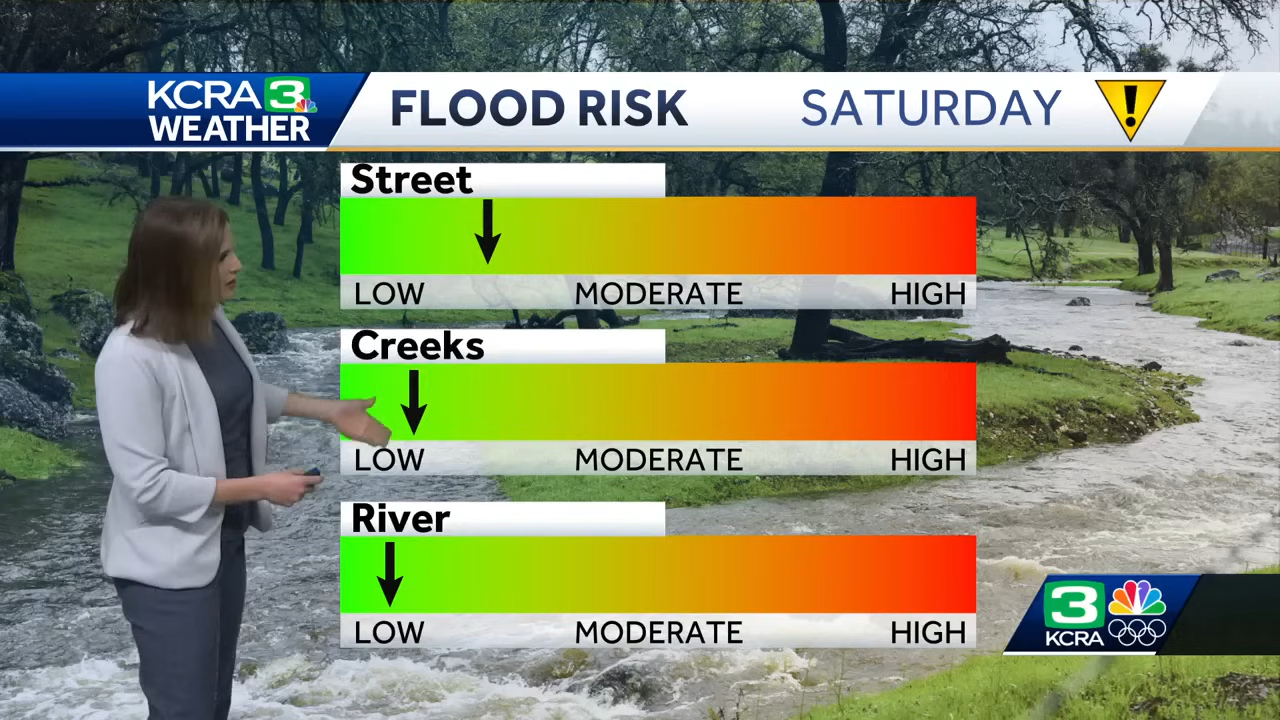 KCRA 3
WEATHER
FLOOD RISK
SATURDAY
!
Street
LOW MODERATE HIGH
Creeks
LOW MODERATE HIGH
River
LOW MODERATE HIGH
3
KCRA